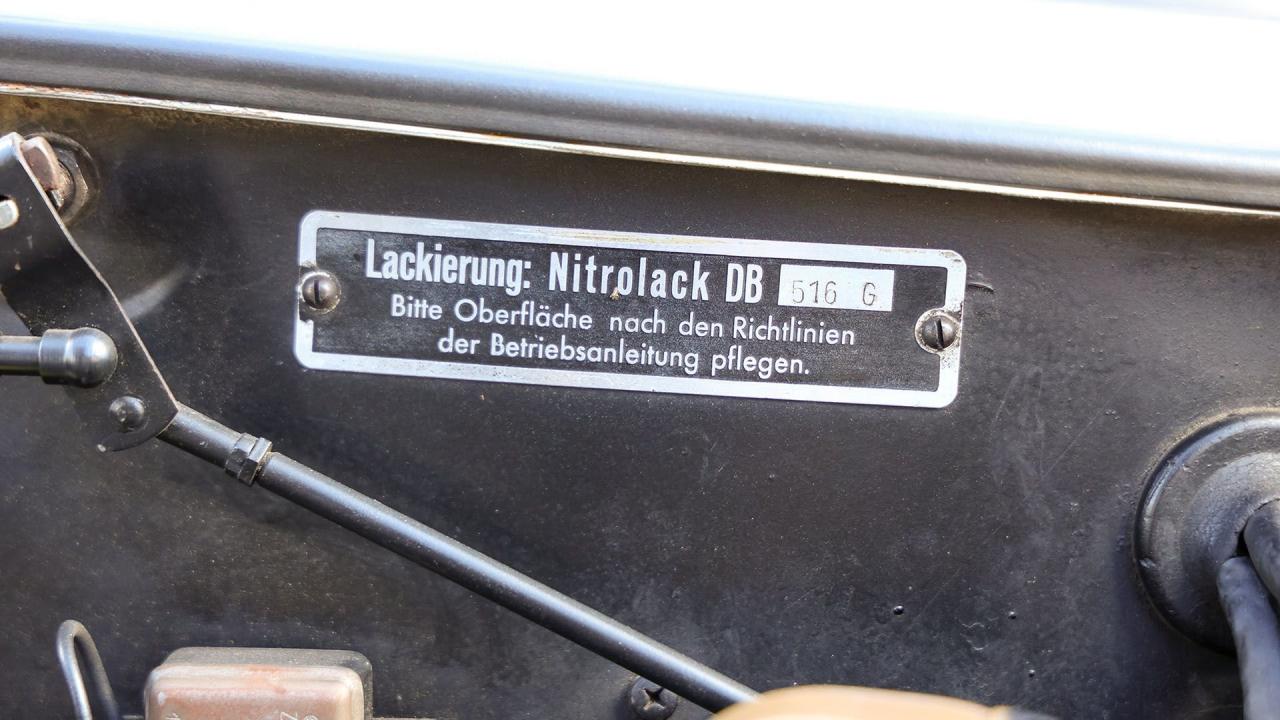 Lackierung: Nitrolack DB 516 G
Bitte Oberfläche nach den Richtlinien
der Betriebsanleitung pflegen.